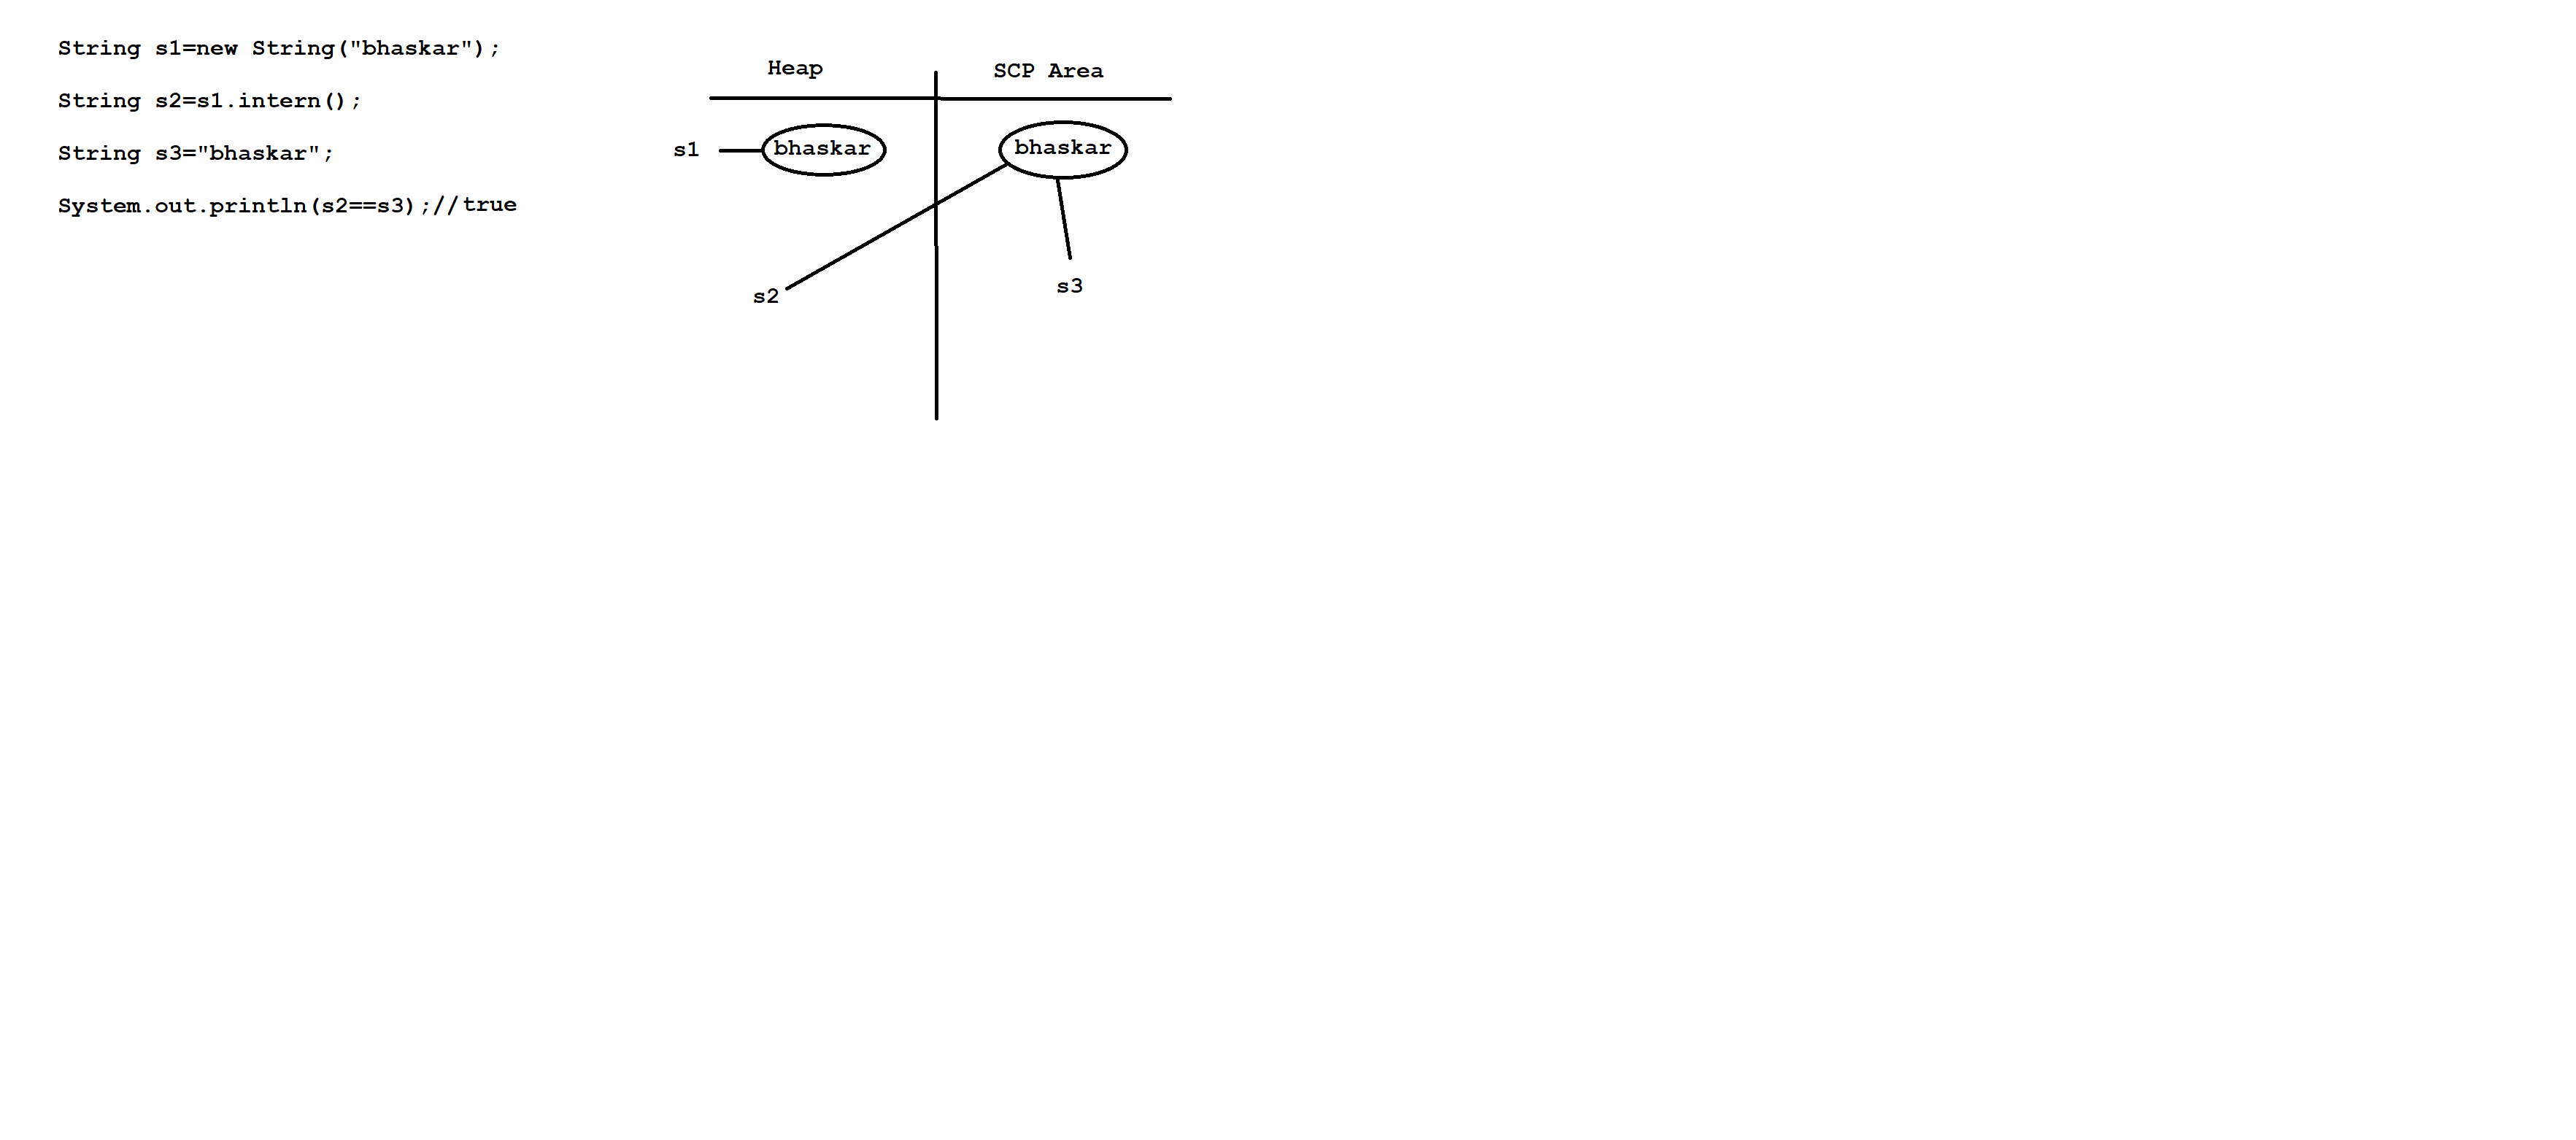 String s1=new String("bhaskar");
String s2=s1.intern();
String s3="bhaskar";
System.out.println(s2==s3);//true
Heap
SCP Area
s1
bhaskar
bhaskar
s2
s3